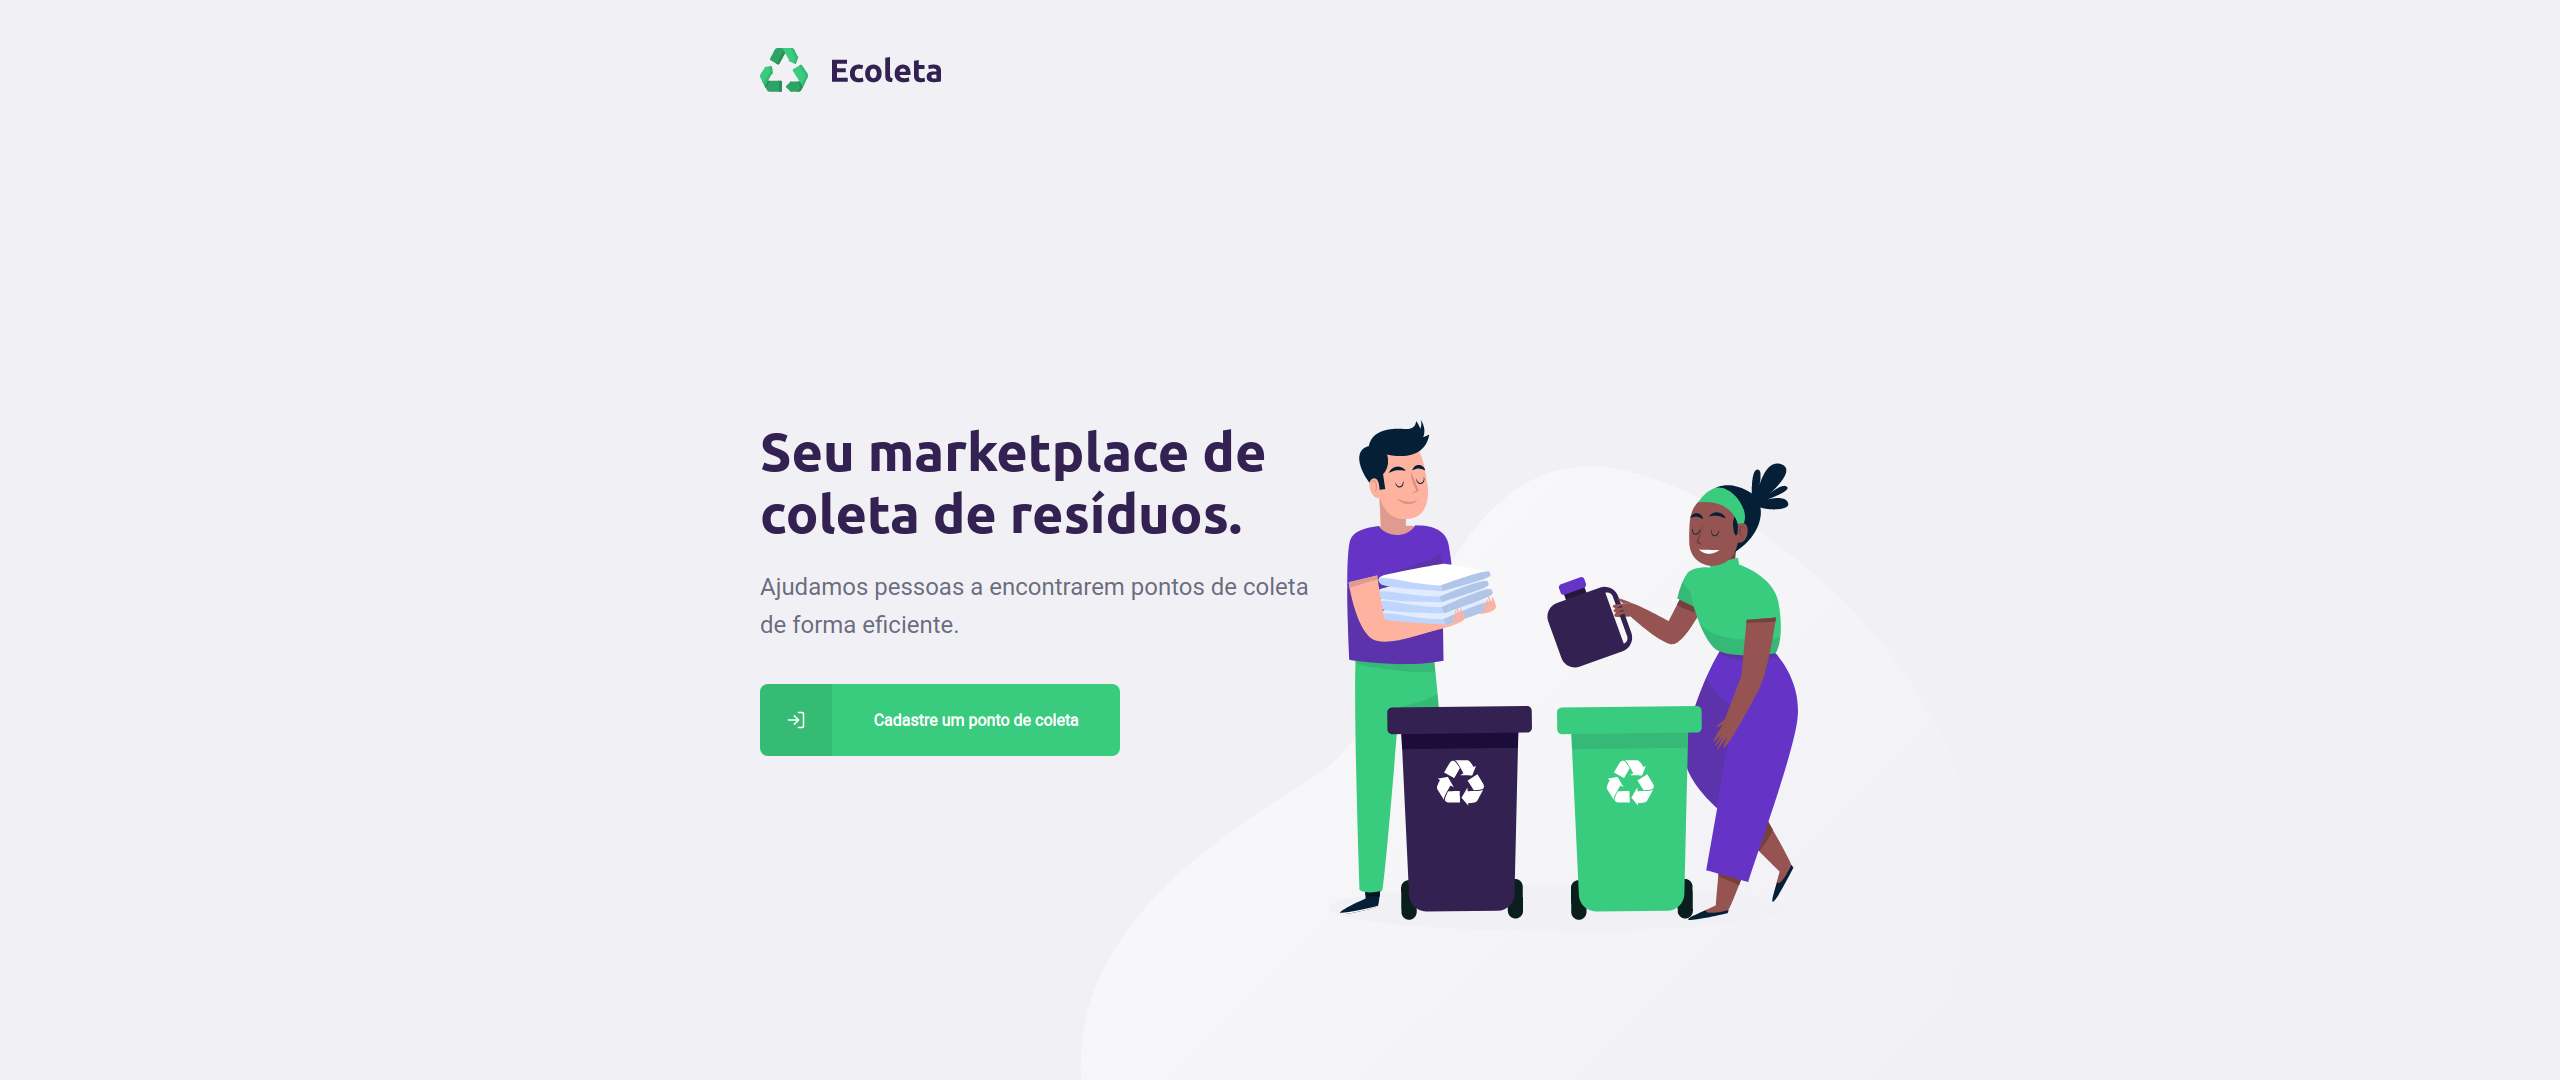 Ecoleta
Seu marketplace de
coleta de resíduos.
Ajudamos pessoas a encontrarem pontos de coleta
de forma eficiente.
Cadastre um ponto de coleta